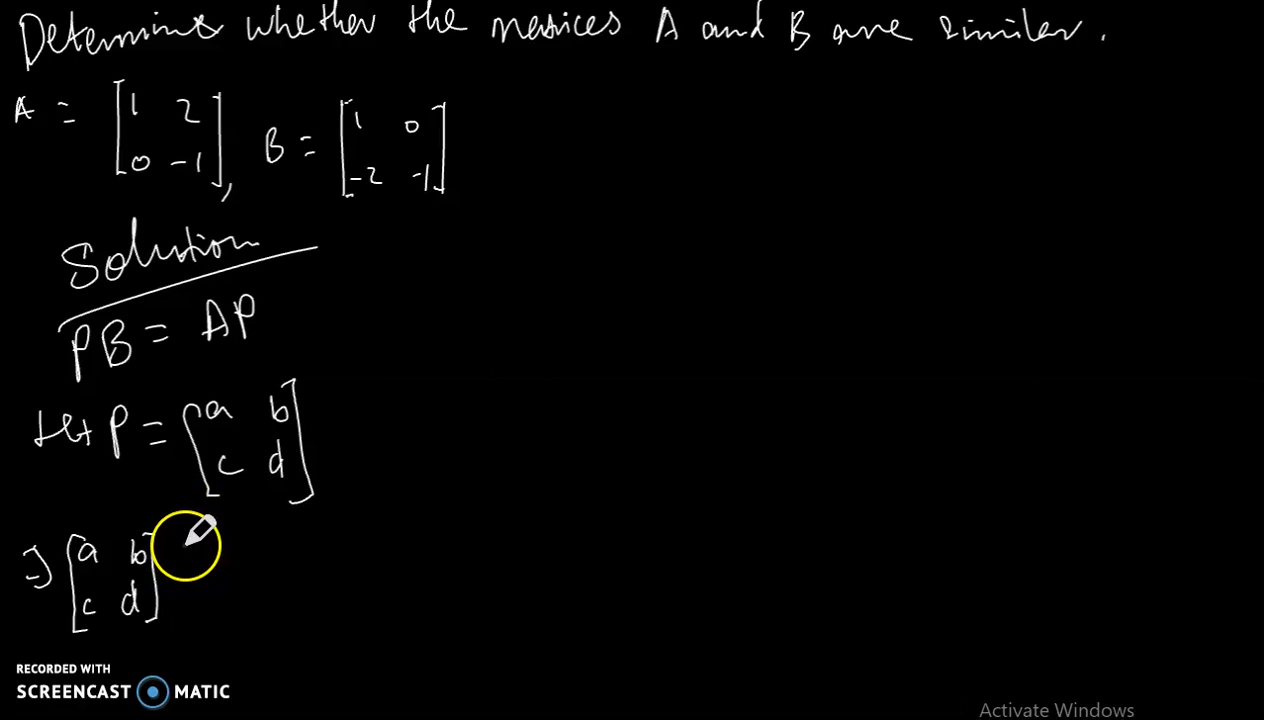 Determine whether the matrices A and B are similar.
A = [1 2
0 -1], B = [1 0
-2 -1]
Solution
PB = AP
Let P = [a b
c d]
⇒ [a b
c d]
RECORDED WITH
SCREENCAST MATIC
Activate Windows